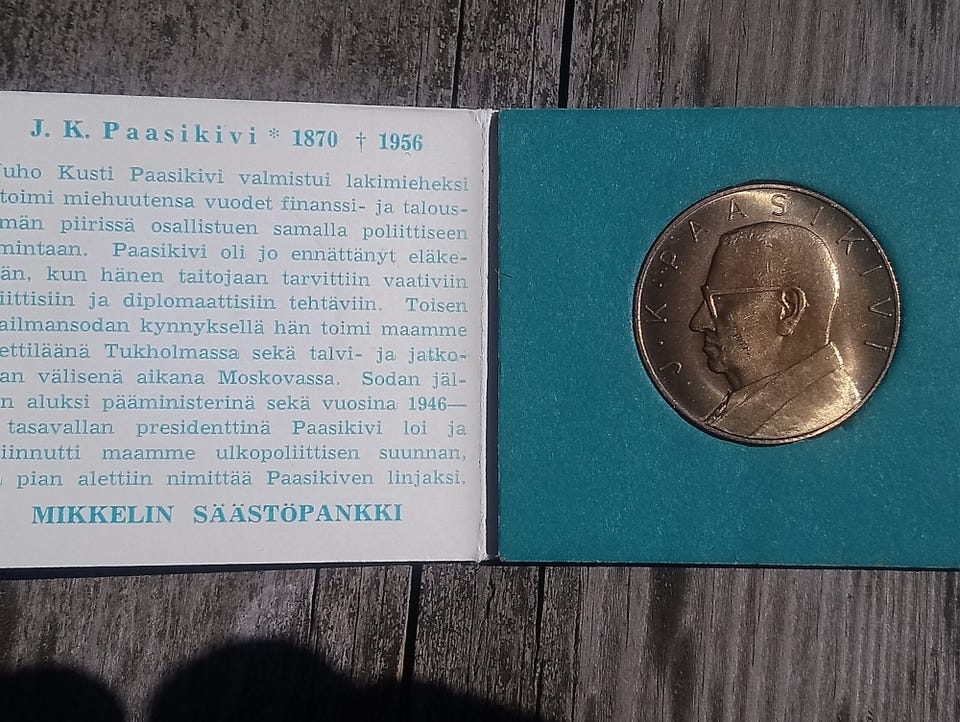 J. K. Paasikivi * 1870 † 1956
uho Kusti Paasikivi valmistui lakimieheksi
toimi miehuutensa vuodet finanssi- ja talous-
män piirissä osallistuen samalla poliittiseen
mintaan. Paasikivi oli jo ennättänyt eläke-
än, kun hänen taitojaan tarvittiin vaativiin
iittisiin ja diplomaattisiin tehtäviin. Toisen
ailmansodan kynnyksellä hän toimi maamme
ettiläänä Tukholmassa sekä talvi- ja jatko-
an välisenä aikana Moskovassa. Sodan jäl-
n aluksi pääministerinä sekä vuosina 1946—
tasavallan presidenttinä Paasikivi loi ja
iinnutti maamme ulkopoliittisen suunnan,
pian alettiin nimittää Paasikiven linjaksi.
MIKKELIN SÄÄSTÖPANKKI
J·K·PAASIKIVI